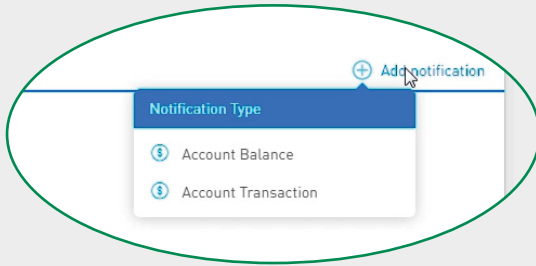 Add notification
Notification Type
Account Balance
Account Transaction